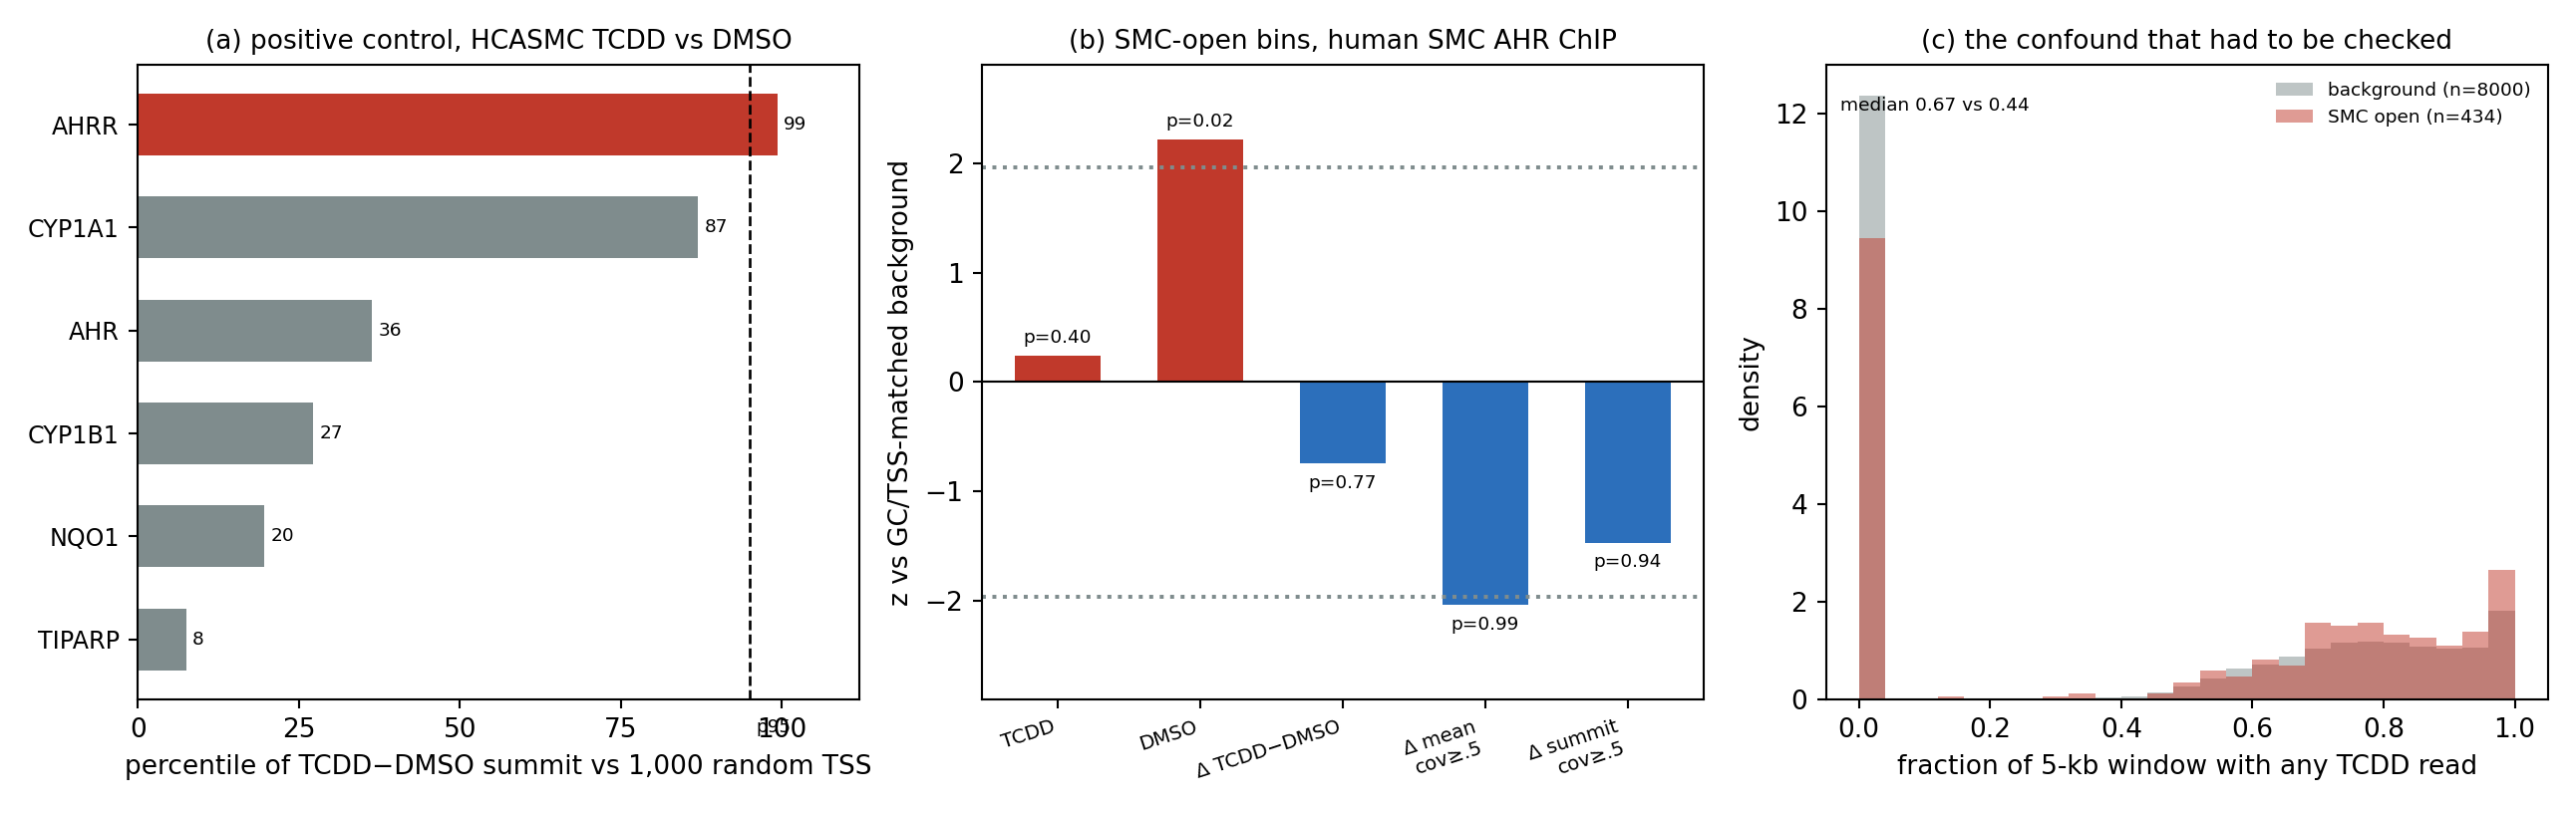 (a) positive control, HCASMC TCDD vs DMSO
AHRR
99
CYP1A1
87
AHR
36
CYP1B1
27
NQO1
20
TIPARP
8
0 25 50 75 100
p95
percentile of TCDD−DMSO summit vs 1,000 random TSS
(b) SMC-open bins, human SMC AHR ChIP
z vs GC/TSS-matched background
2
1
0
−1
−2
p=0.40
p=0.02
p=0.77
p=0.99
p=0.94
TCDD
DMSO
Δ TCDD−DMSO
Δ mean
cov≥.5
Δ summit
cov≥.5
(c) the confound that had to be checked
density
12
10
8
6
4
2
0
median 0.67 vs 0.44
background (n=8000)
SMC open (n=434)
0.0 0.2 0.4 0.6 0.8 1.0
fraction of 5-kb window with any TCDD read